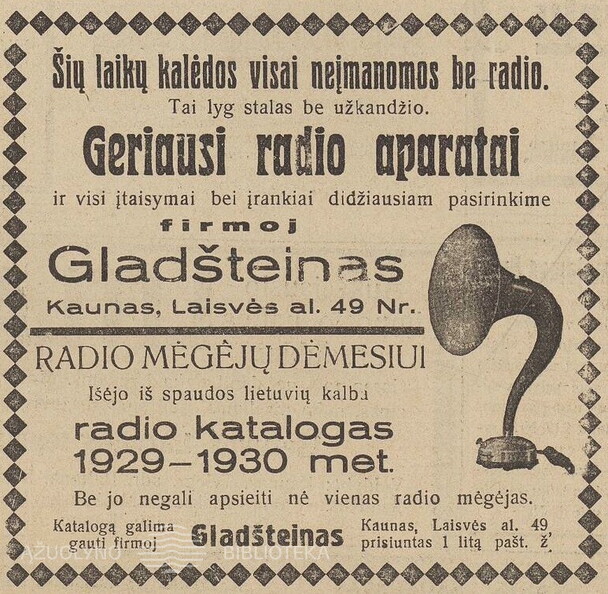 Šių laikų kalėdos visai neįmanomos be radio.
Tai lyg stalas be užkandžio.
Geriausi radio aparatai
ir visi įtaisymai bei įrankiai didžiausiam pasirinkime
firmoj
Gladšteinas
Kaunas, Laisvės al. 49 Nr.
RADIO MĖGĖJŲ DĖMESIUI
Išėjo iš spaudos lietuvių kalba
radio katalogas
1929–1930 met.
Be jo negali apsieiti nė vienas radio mėgėjas.
Katalogą galima gauti firmoj Gladšteinas Kaunas, Laisvės al. 49 prisiuntas 1 litą pašt. ž
ĄŽUOLYNO BIBLIOTEKA